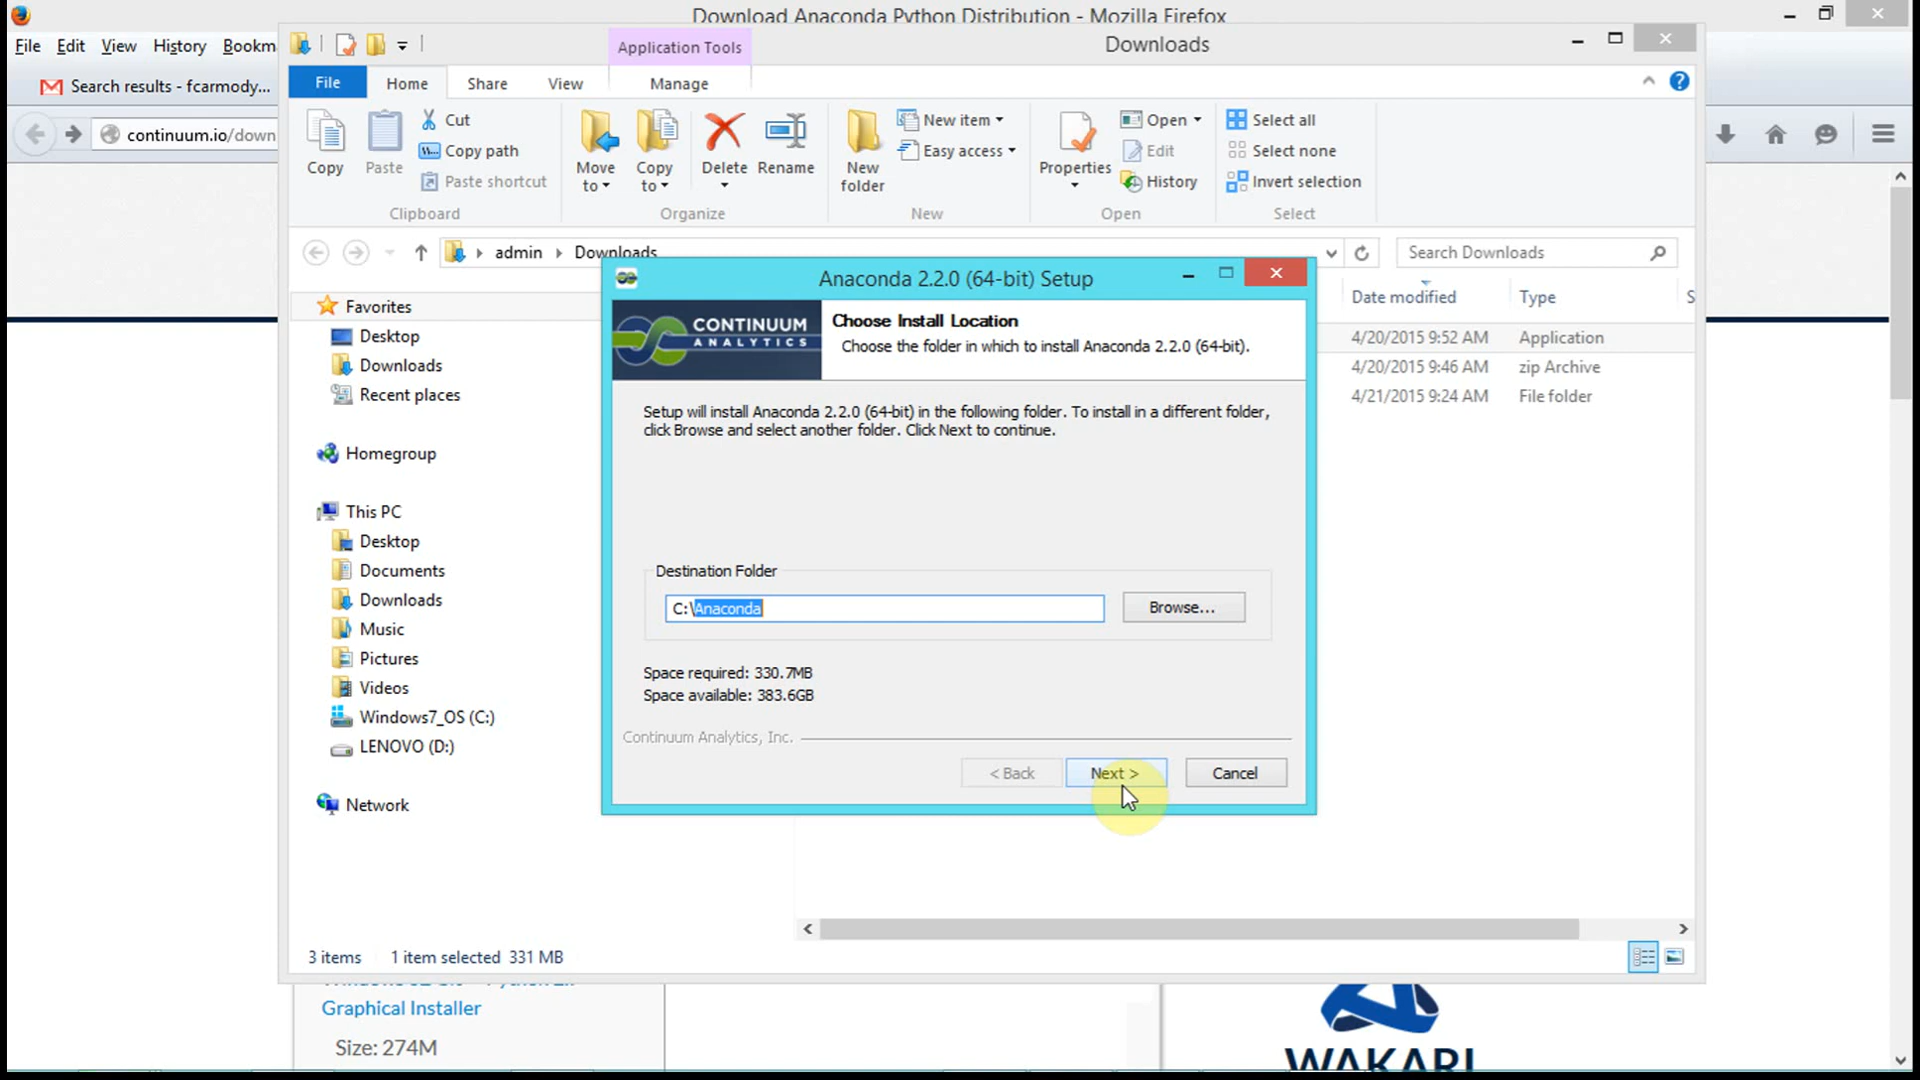 Download Anaconda Python Distribution - Mozilla Firefox
File Edit View History Bookm
Search results - fcarmody...
continuum.io/down
Application Tools
Downloads
File Home Share View Manage
Copy
Paste
Cut
Copy path
Paste shortcut
Clipboard
Move to
Copy to
Delete
Rename
Organize
New folder
New item
Easy access
New
Properties
Open
Edit
History
Open
Select all
Select none
Invert selection
Select
admin Downloads
Search Downloads
Date modified Type S
4/20/2015 9:52 AM Application
4/20/2015 9:46 AM zip Archive
4/21/2015 9:24 AM File folder
Favorites
Desktop
Downloads
Recent places
Homegroup
This PC
Desktop
Documents
Downloads
Music
Pictures
Videos
Windows7_OS (C:)
LENOVO (D:)
Network
Anaconda 2.2.0 (64-bit) Setup
CONTINUUM
ANALYTICS
Choose Install Location
Choose the folder in which to install Anaconda 2.2.0 (64-bit).
Setup will install Anaconda 2.2.0 (64-bit) in the following folder. To install in a different folder,
click Browse and select another folder. Click Next to continue.
Destination Folder
C:\Anaconda
Browse...
Space required: 330.7MB
Space available: 383.6GB
Continuum Analytics, Inc.
< Back Next > Cancel
3 items 1 item selected 331 MB
Graphical Installer
Size: 274M
WAKARI